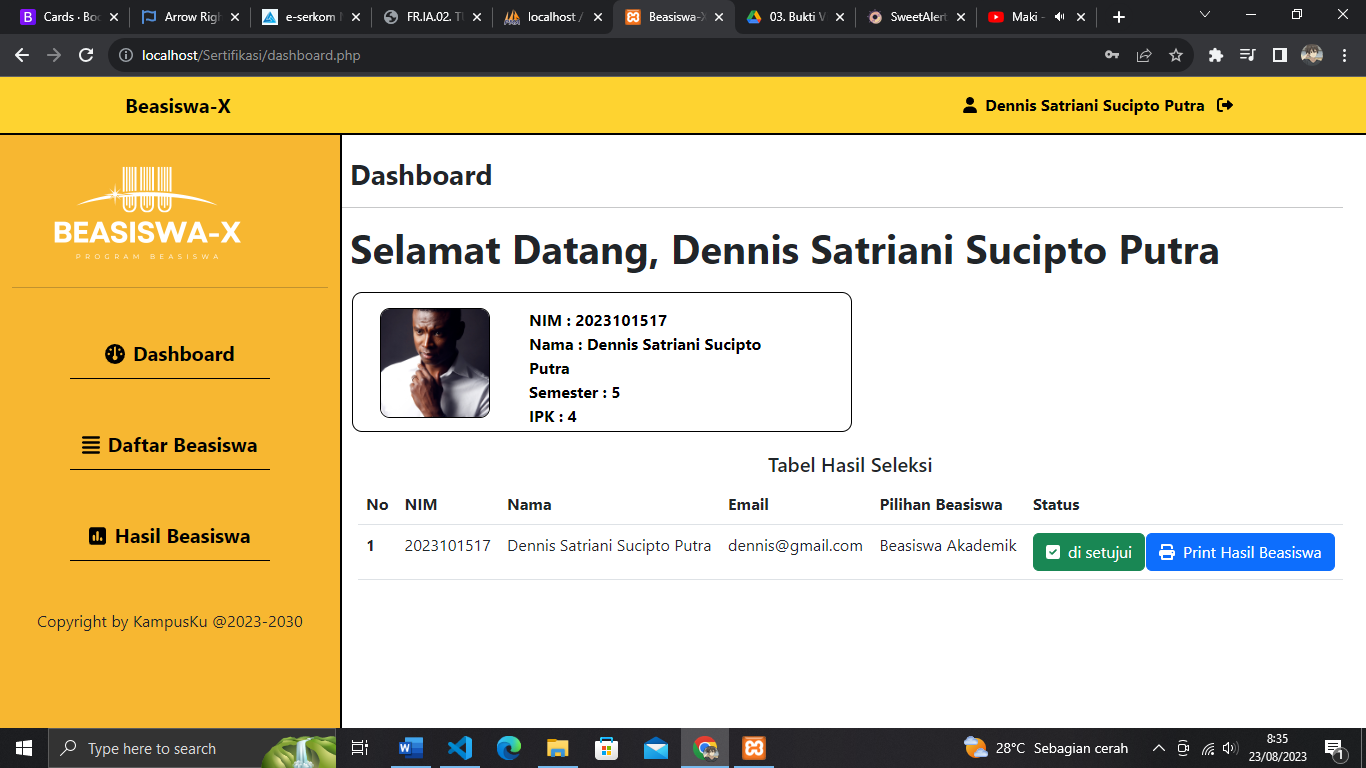 Cards · Boo
Arrow Righ
e-serkom
FR.IA.02. T
localhost /
Beasiswa-X
03. Bukti V
SweetAlert
Maki -
localhost/Sertifikasi/dashboard.php
Beasiswa-X
Dennis Satriani Sucipto Putra
BEASISWA-X
PROGRAM BEASISWA
Dashboard
Daftar Beasiswa
Hasil Beasiswa
Copyright by KampusKu @2023-2030
Dashboard
Selamat Datang, Dennis Satriani Sucipto Putra
NIM : 2023101517
Nama : Dennis Satriani Sucipto
Putra
Semester : 5
IPK : 4
Tabel Hasil Seleksi
No NIM Nama Email Pilihan Beasiswa Status
1 2023101517 Dennis Satriani Sucipto Putra dennis@gmail.com Beasiswa Akademik di setujui Print Hasil Beasiswa
Type here to search
28°C Sebagian cerah
8:35
23/08/2023
1